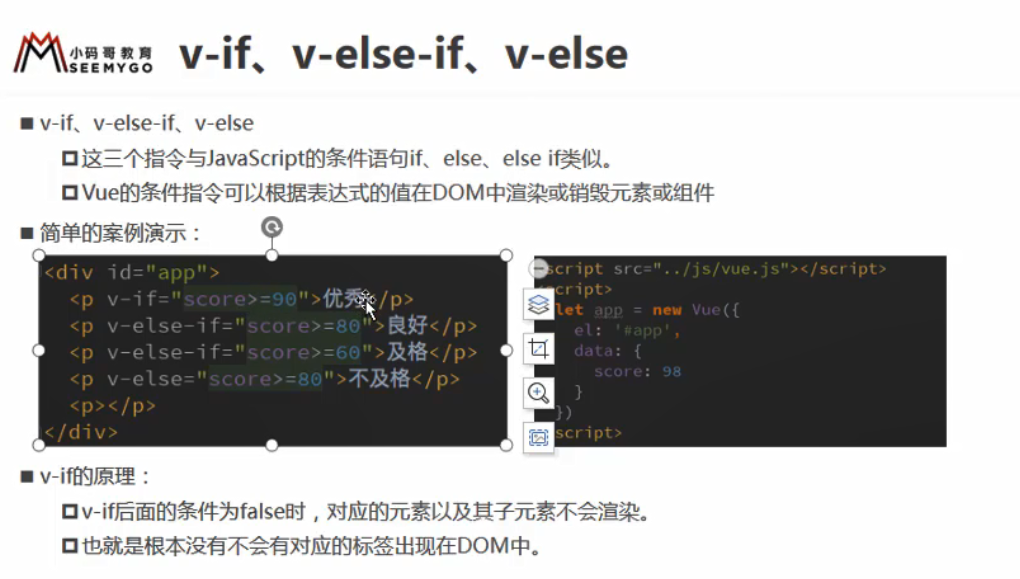 小码哥教育
SEEMYGO
v-if、v-else-if、v-else
v-if、v-else-if、v-else
这三个指令与JavaScript的条件语句if、else、else if类似。
Vue的条件指令可以根据表达式的值在DOM中渲染或销毁元素或组件
简单的案例演示：
<div id="app">
<p v-if="score>=90">优秀</p>
<p v-else-if="score>=80">良好</p>
<p v-else-if="score>=60">及格</p>
<p v-else="score>=80">不及格</p>
<p></p>
</div>
script src="../js/vue.js"></script>
script>
let app = new Vue({
el: '#app',
data: {
score: 98
}
})
script>
v-if的原理：
v-if后面的条件为false时，对应的元素以及其子元素不会渲染。
也就是根本没有不会有对应的标签出现在DOM中。